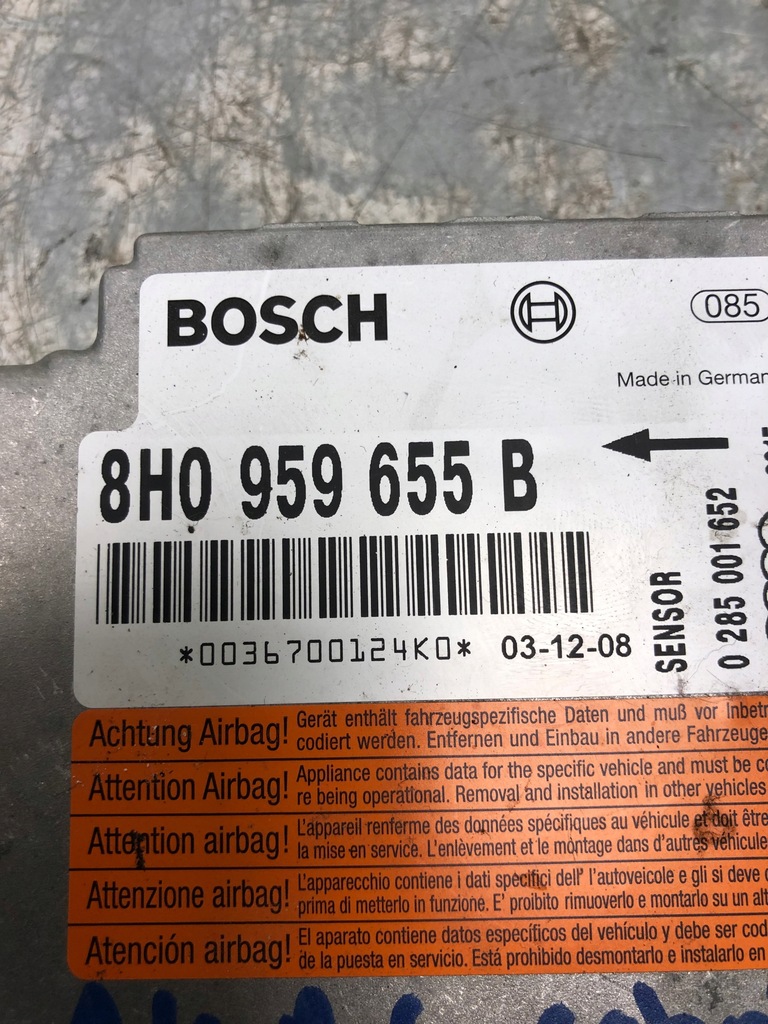 BOSCH
085
Made in German
8H0 959 655 B
*0036700124K0* 03-12-08
SENSOR
0 285 001 652
Achtung Airbag! Gerät enthält fahrzeugspezifische Daten und muß vor Inbetr
codiert werden. Entfernen und Einbau in andere Fahrzeuge
Attention Airbag! Appliance contains data for the specific vehicle and must be co
re being operational. Removal and installation in other vehicles
Attention airbag! L'appareil renferme des données spécifiques au véhicule et doit être
la mise en service. L'enlèvement et le montage dans d'autres véhicule
Attenzione airbag! L'apparecchio contiene i dati specifici dell' l'autoveicolo e gli si deve
prima di metterlo in funzione. E' proibito rimuoverlo e montarlo su un alt
Atención airbag! El aparato contiene datos específicos del vehículo y debe ser cod
de la puesta en servicio. Está prohibido desmontarlo e instalarlo en